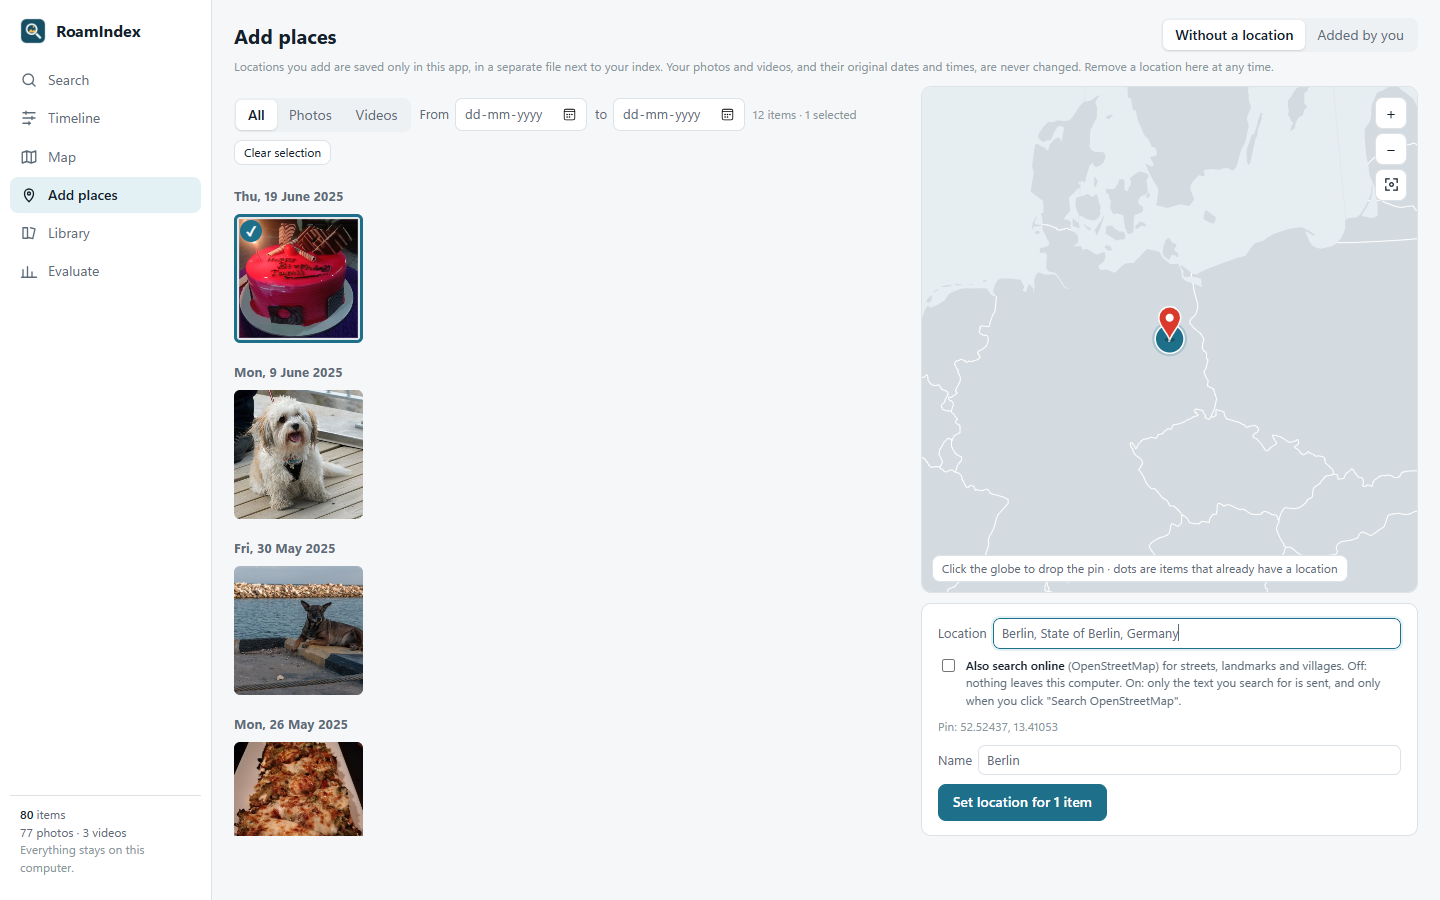 RoamIndex
Search
Timeline
Map
Add places
Library
Evaluate
80 items
77 photos · 3 videos
Everything stays on this
computer.
Add places
Without a location
Added by you
Locations you add are saved only in this app, in a separate file next to your index. Your photos and videos, and their original dates and times, are never changed. Remove a location here at any time.
All
Photos
Videos
From
dd-mm-yyyy
to
dd-mm-yyyy
12 items · 1 selected
Clear selection
Thu, 19 June 2025
Mon, 9 June 2025
Fri, 30 May 2025
Mon, 26 May 2025
+
−
Click the globe to drop the pin · dots are items that already have a location
Location
Berlin, State of Berlin, Germany
Also search online (OpenStreetMap) for streets, landmarks and villages. Off:
nothing leaves this computer. On: only the text you search for is sent, and only
when you click "Search OpenStreetMap".
Pin: 52.52437, 13.41053
Name
Berlin
Set location for 1 item